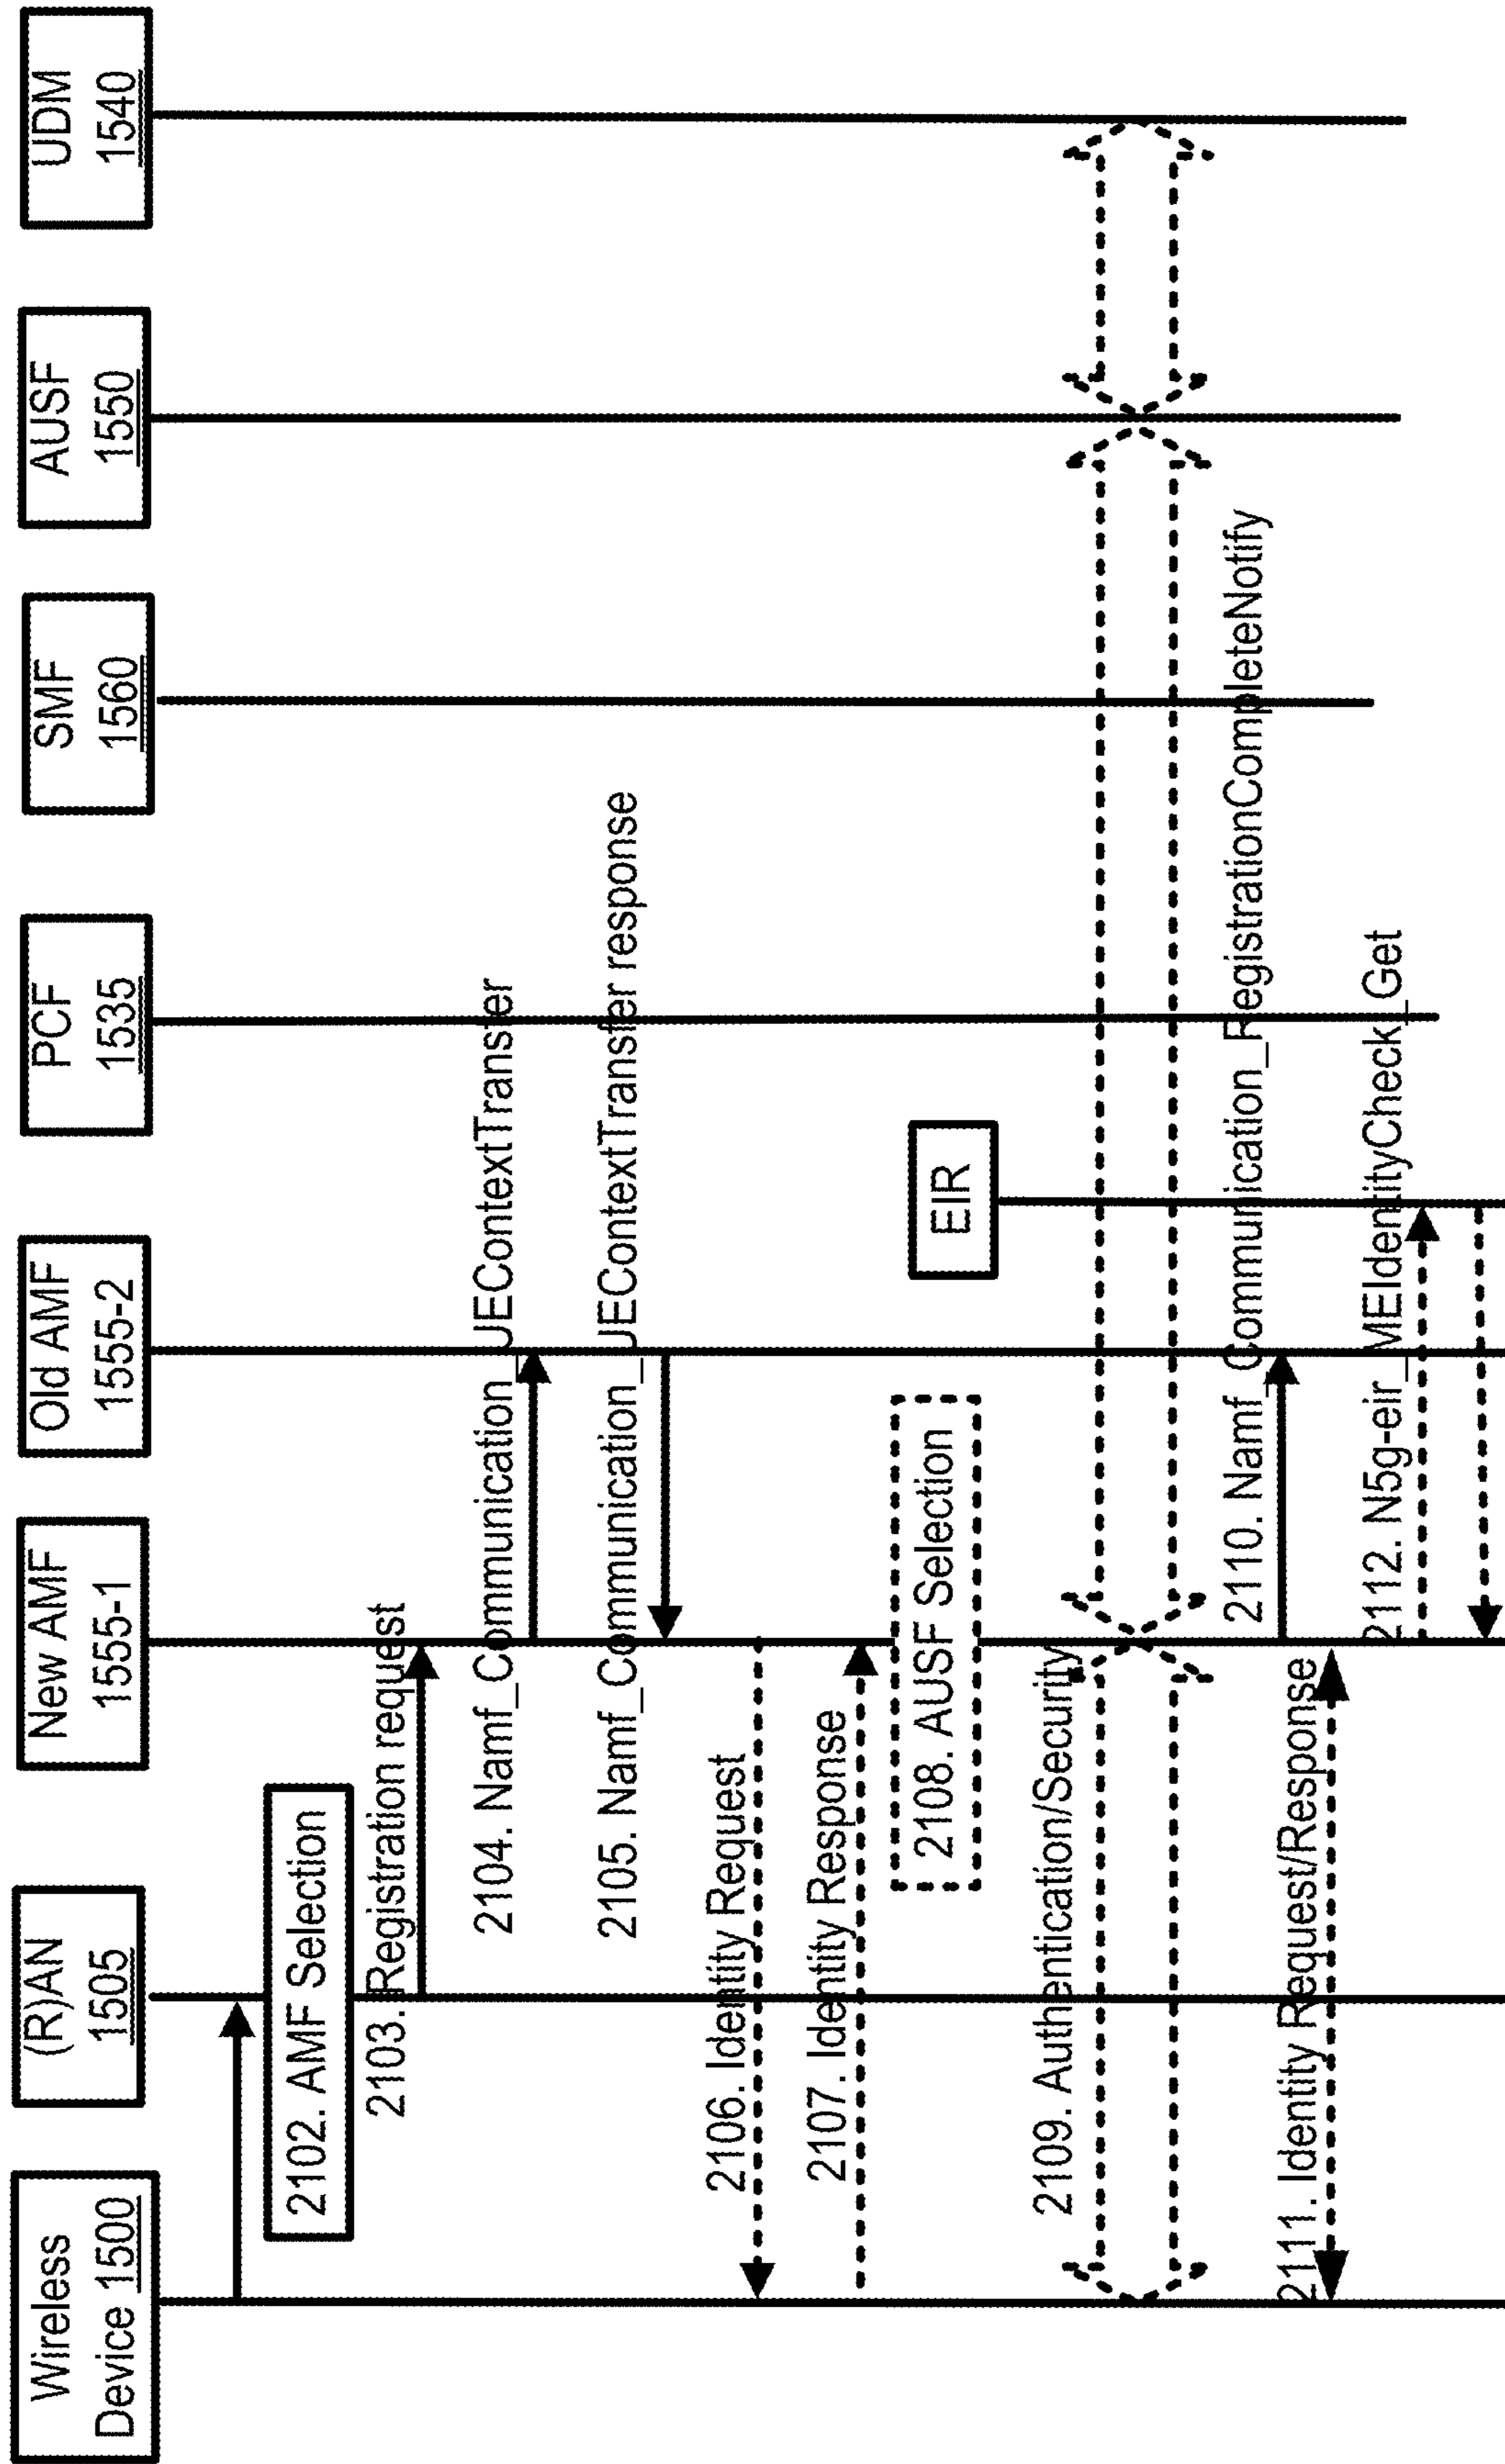 Wireless
Device 1500
(R)AN
1505
New AMF
1555-1
Old AMF
1555-2
PCF
1535
SMF
1560
AUSF
1550
UDM
1540
2102. AMF Selection
2103. Registration request
2104. Namf_Communication_UEContextTransfer
2105. Namf_Communication_UEContextTransfer response
2106. Identity Request
2107. Identity Response
2108. AUSF Selection
EIR
2109. Authentication/Security
2110. Namf_Communication_RegistrationCompleteNotify
2111. Identity Request/Response
2112. N5g-eir_MEIdentityCheck_Get